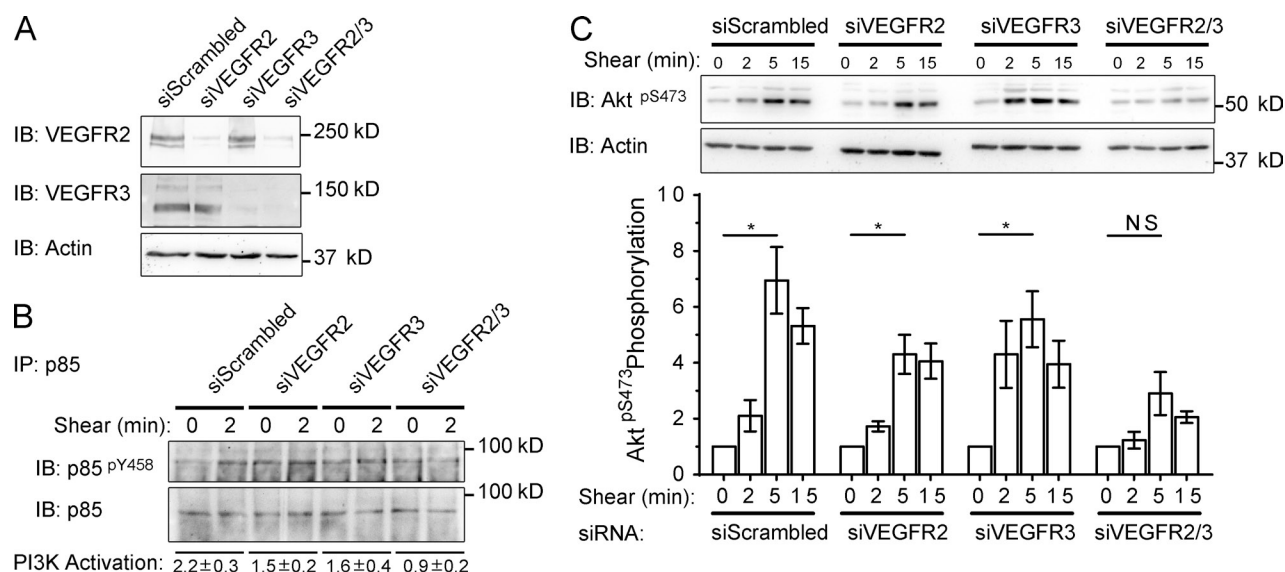 A
siScrambled siVEGFR2 siVEGFR3 siVEGFR2/3
IB: VEGFR2
250 kD
IB: VEGFR3
150 kD
IB: Actin
37 kD
B
siScrambled siVEGFR2 siVEGFR3 siVEGFR2/3
IP: p85
Shear (min): 0 2 0 2 0 2 0 2
100 kD
IB: p85 pY458
100 kD
IB: p85
PI3K Activation: 2.2±0.3 1.5±0.2 1.6±0.4 0.9±0.2
C
siScrambled siVEGFR2 siVEGFR3 siVEGFR2/3
Shear (min): 0 2 5 15 0 2 5 15 0 2 5 15 0 2 5 15
IB: Akt pS473
50 kD
IB: Actin
37 kD
Akt pS473 Phosphorylation
10
8
6
4
2
0
* * * NS
Shear (min): 0 2 5 15 0 2 5 15 0 2 5 15 0 2 5 15
siRNA: siScrambled siVEGFR2 siVEGFR3 siVEGFR2/3